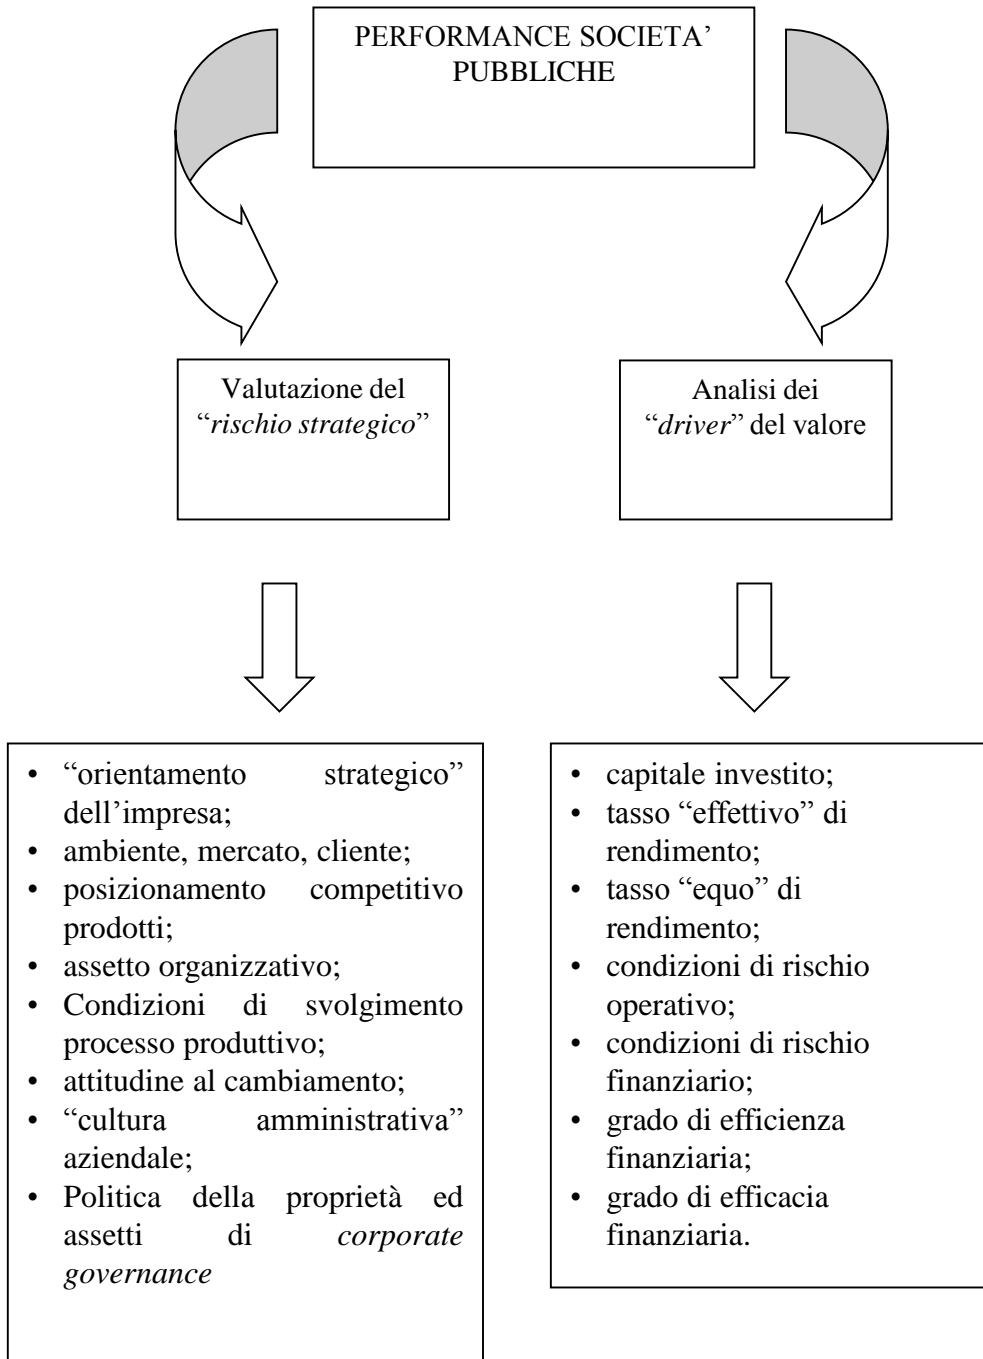 PERFORMANCE SOCIETA’
PUBBLICHE
Valutazione del
“rischio strategico”
Analisi dei
“driver” del valore
• “orientamento strategico”
dell’impresa;
• ambiente, mercato, cliente;
• posizionamento competitivo
prodotti;
• assetto organizzativo;
• Condizioni di svolgimento
processo produttivo;
• attitudine al cambiamento;
• “cultura amministrativa”
aziendale;
• Politica della proprietà ed
assetti di corporate
governance
• capitale investito;
• tasso “effettivo” di
rendimento;
• tasso “equo” di
rendimento;
• condizioni di rischio
operativo;
• condizioni di rischio
finanziario;
• grado di efficienza
finanziaria;
• grado di efficacia
finanziaria.